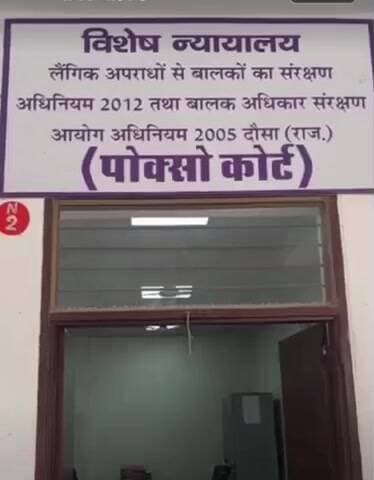 विशेष न्यायालय
लैंगिक अपराधों से बालकों का संरक्षण
अधिनियम 2012 तथा बालक अधिकार संरक्षण
आयोग अधिनियम 2005 दौसा (राज.)
(पोक्सो कोर्ट)
N
2